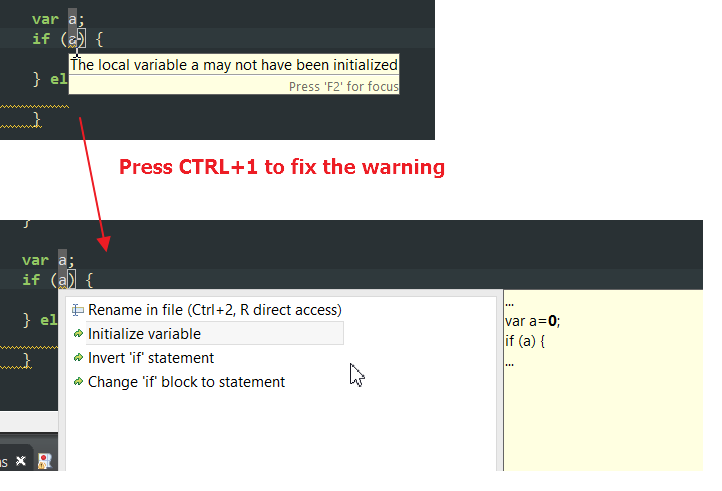 var a;
if (a) {
The local variable a may not have been initialized
} el
Press 'F2' for focus
}
Press CTRL+1 to fix the warning
}
var a;
if (a) {
Rename in file (Ctrl+2, R direct access)
} el
Initialize variable
Invert 'if' statement
}
Change 'if' block to statement
...
var a=0;
if (a) {
...
ns